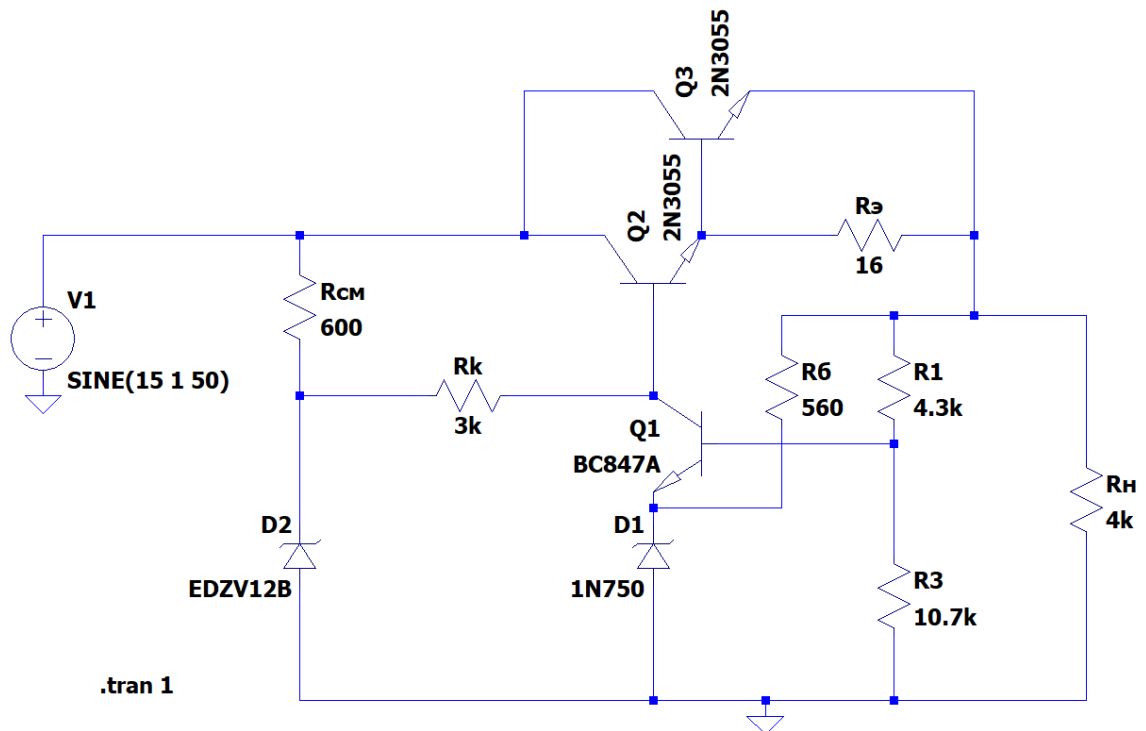 Q3
2N3055
Q2
2N3055
Rэ
16
V1
SINE(15 1 50)
Rсм
600
Rk
3k
Rб
560
R1
4.3k
Q1
BC847A
Rн
4k
D2
EDZV12B
D1
1N750
R3
10.7k
.tran 1